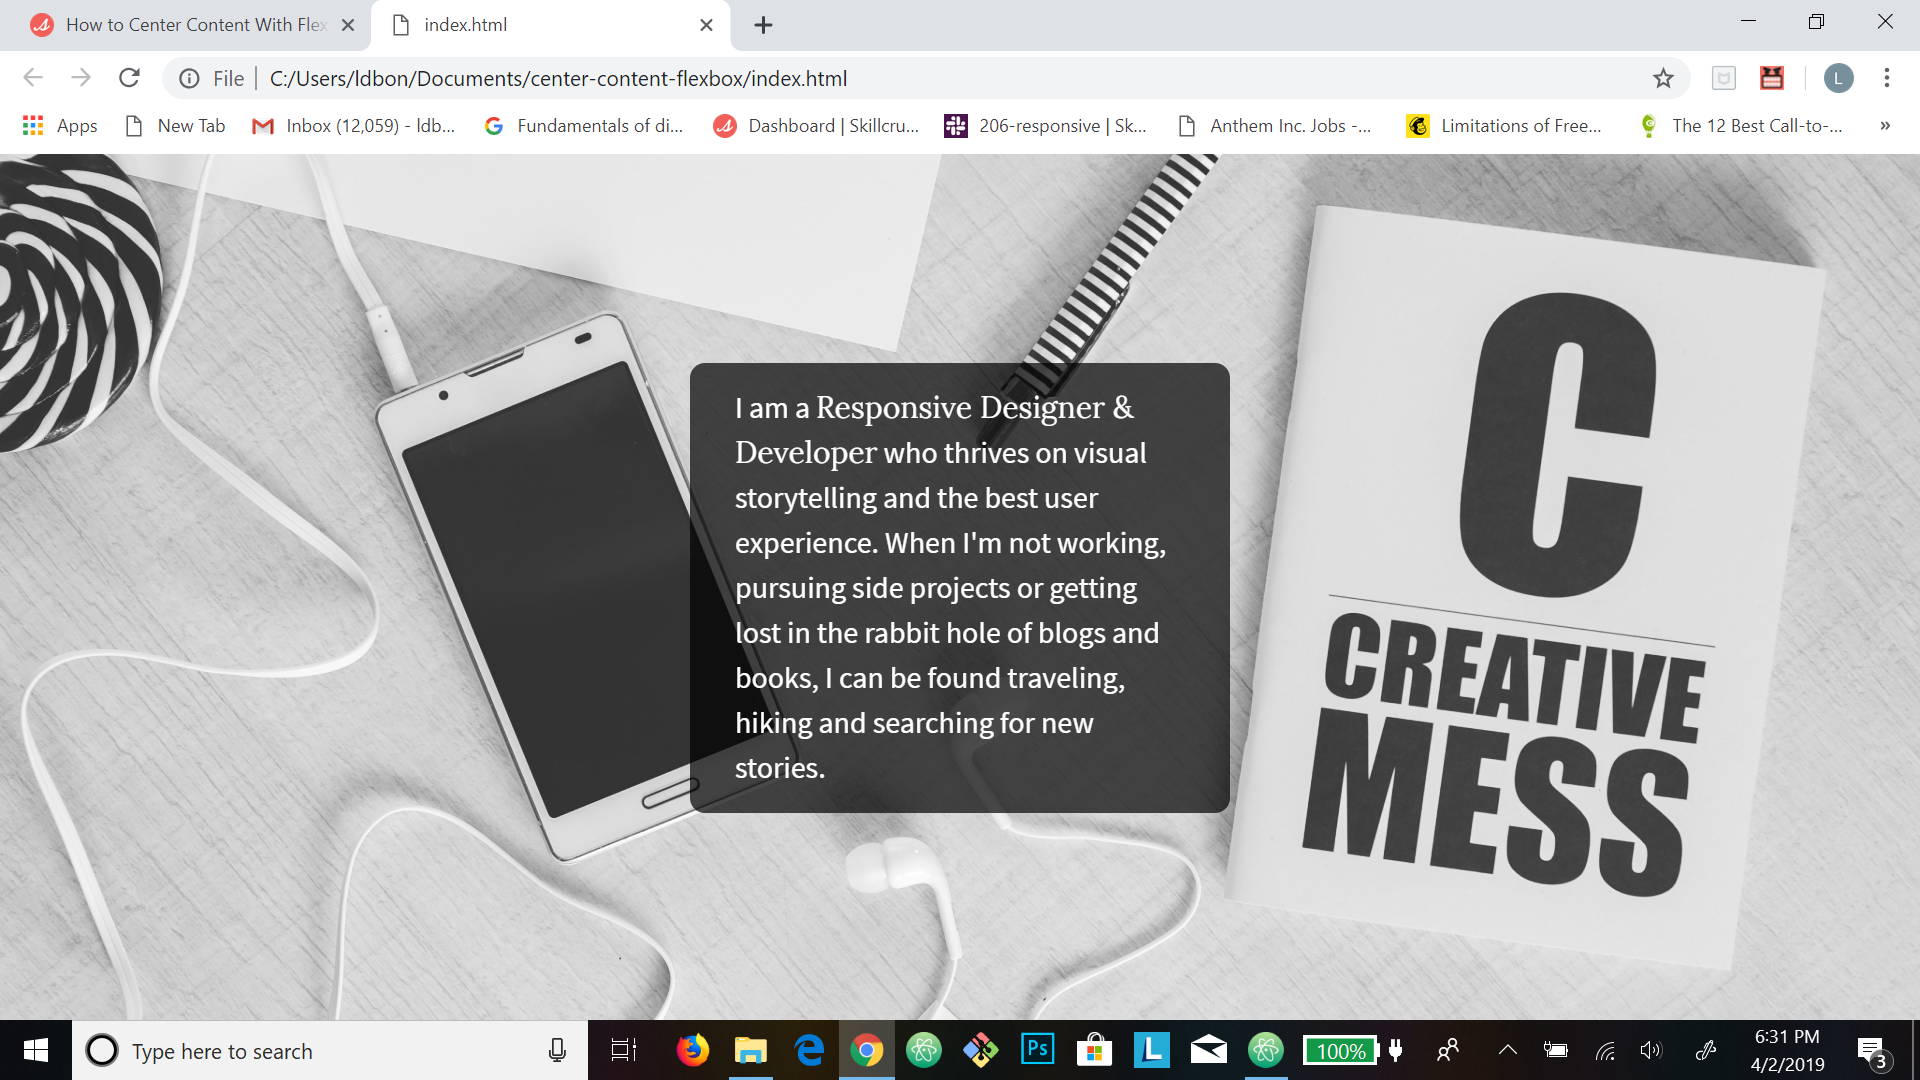 How to Center Content With Flex
index.html
File
C:/Users/ldbon/Documents/center-content-flexbox/index.html
L
Apps
New Tab
Inbox (12,059) - ldb...
Fundamentals of di...
Dashboard | Skillcru...
206-responsive | Sk...
Anthem Inc. Jobs -...
Limitations of Free...
The 12 Best Call-to-...
»
I am a Responsive Designer &
Developer who thrives on visual
storytelling and the best user
experience. When I'm not working,
pursuing side projects or getting
lost in the rabbit hole of blogs and
books, I can be found traveling,
hiking and searching for new
stories.
C
CREATIVE
MESS
Type here to search
Ps
L
100%
6:31 PM
4/2/2019
3